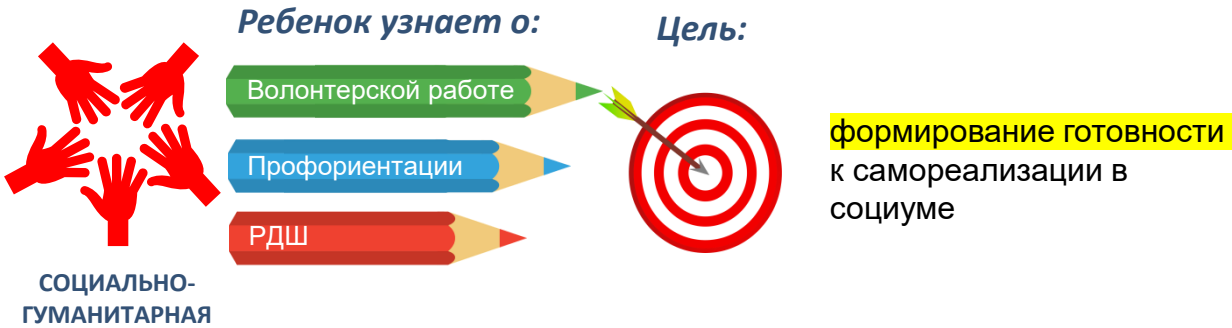 Ребенок узнает о:
Цель:
Волонтерской работе
Профориентации
РДШ
формирование готовности
к самореализации в
социуме
СОЦИАЛЬНО-
ГУМАНИТАРНАЯ